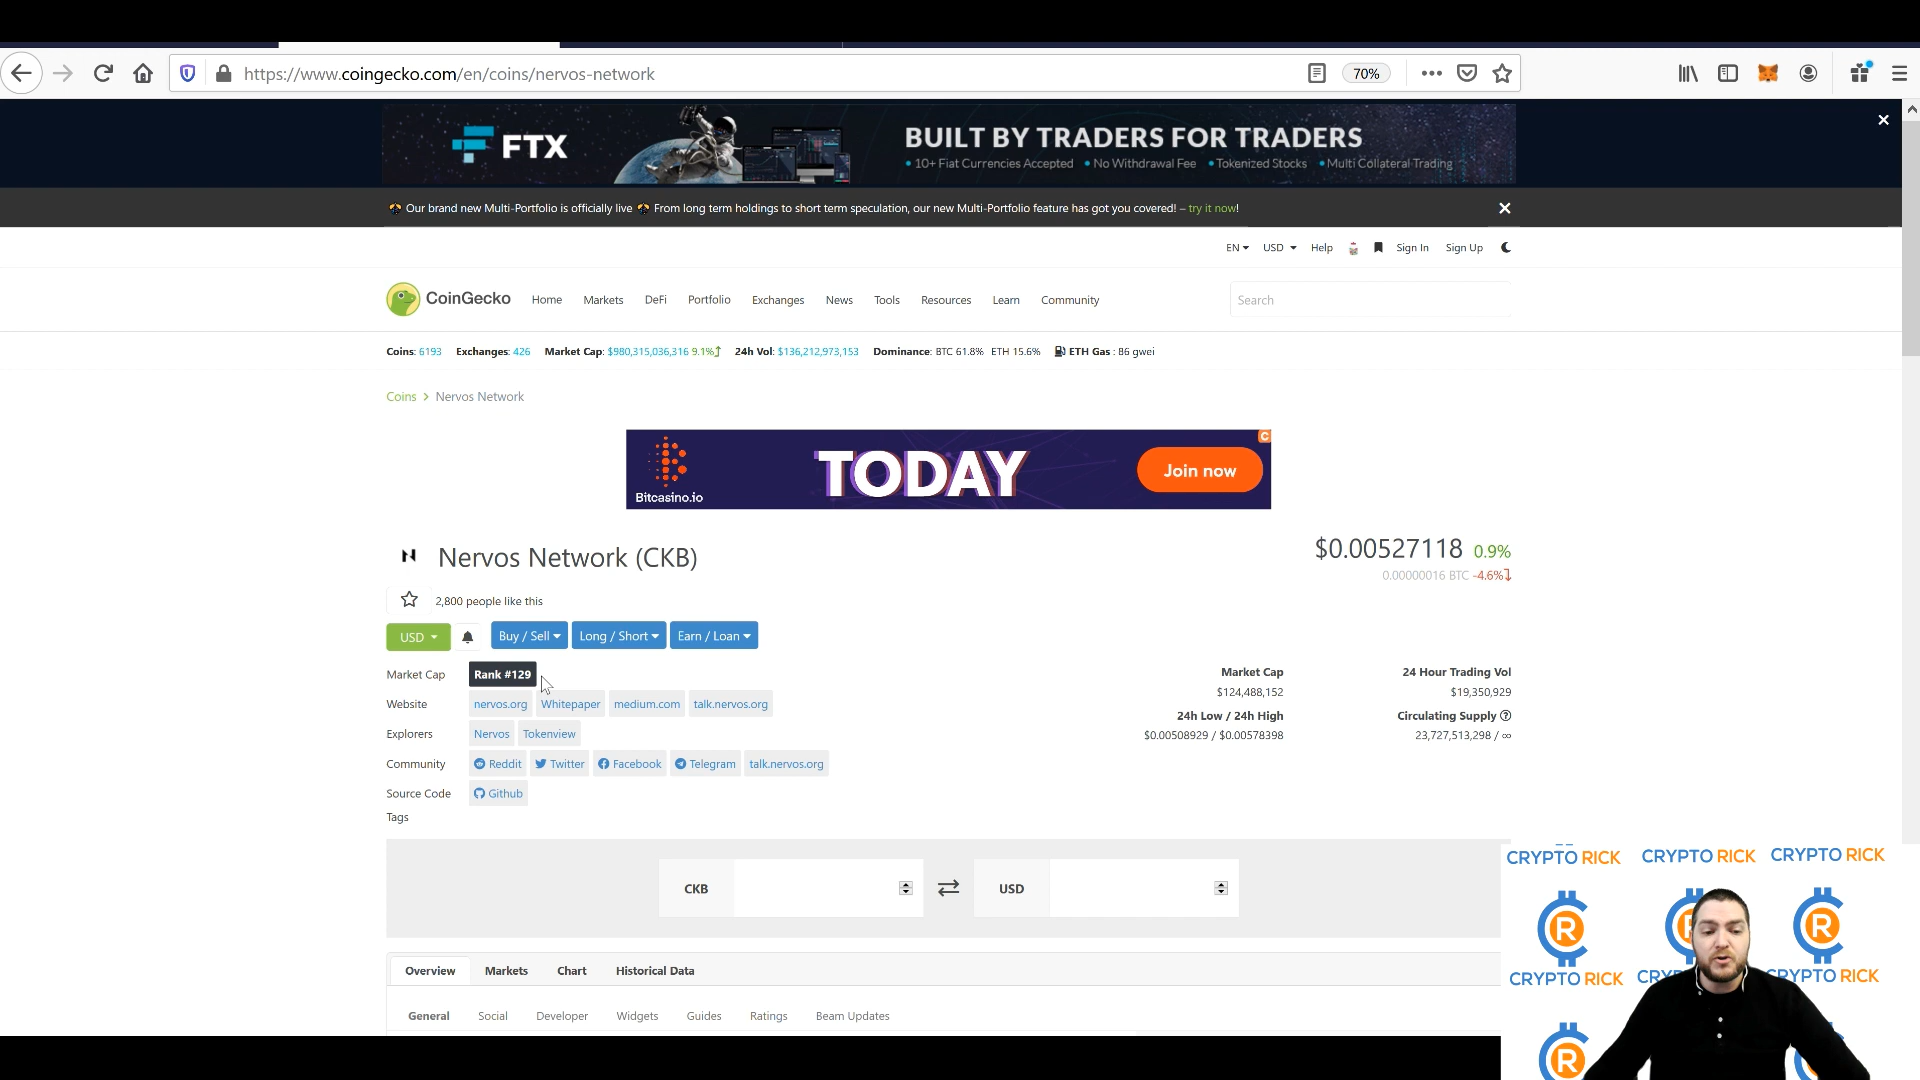 https://www.coingecko.com/en/coins/nervos-network
70%
FTX
BUILT BY TRADERS FOR TRADERS
• 10+ Fiat Currencies Accepted • No Withdrawal Fee • Tokenized Stocks • Multi Collateral Trading
Our brand new Multi-Portfolio is officially live From long term holdings to short term speculation, our new Multi-Portfolio feature has got you covered! – try it now!
EN USD Help Sign In Sign Up
CoinGecko Home Markets DeFi Portfolio Exchanges News Tools Resources Learn Community Search
Coins: 6193 Exchanges: 426 Market Cap: $980,315,036,316 9.1% 24h Vol: $136,212,973,153 Dominance: BTC 61.8% ETH 15.6% ETH Gas : 86 gwei
Coins > Nervos Network
Bitcasino.io
TODAY
Join now
C
Nervos Network (CKB)
$0.00527118 0.9%
0.00000016 BTC -4.6%
2,800 people like this
USD Buy / Sell Long / Short Earn / Loan
Market Cap Rank #129
Website nervos.org Whitepaper medium.com talk.nervos.org
Explorers Nervos Tokenview
Community Reddit Twitter Facebook Telegram talk.nervos.org
Source Code Github
Tags
Market Cap 24 Hour Trading Vol
$124,488,152 $19,350,929
24h Low / 24h High Circulating Supply
$0.00508929 / $0.00578398 23,727,513,298 / ∞
CKB USD
Overview Markets Chart Historical Data
General Social Developer Widgets Guides Ratings Beam Updates
CRYPTO RICK CRYPTO RICK CRYPTO RICK
R R
CRYPTO RICK CRY YPTO RICK
R